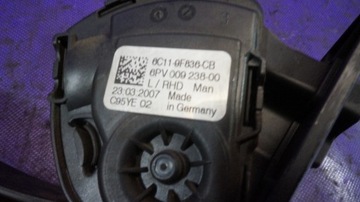 6C11-9F836-CB
6PV 009 238-00
L / RHD Man
23.03.2007 Made
C95YE 02 in Germany